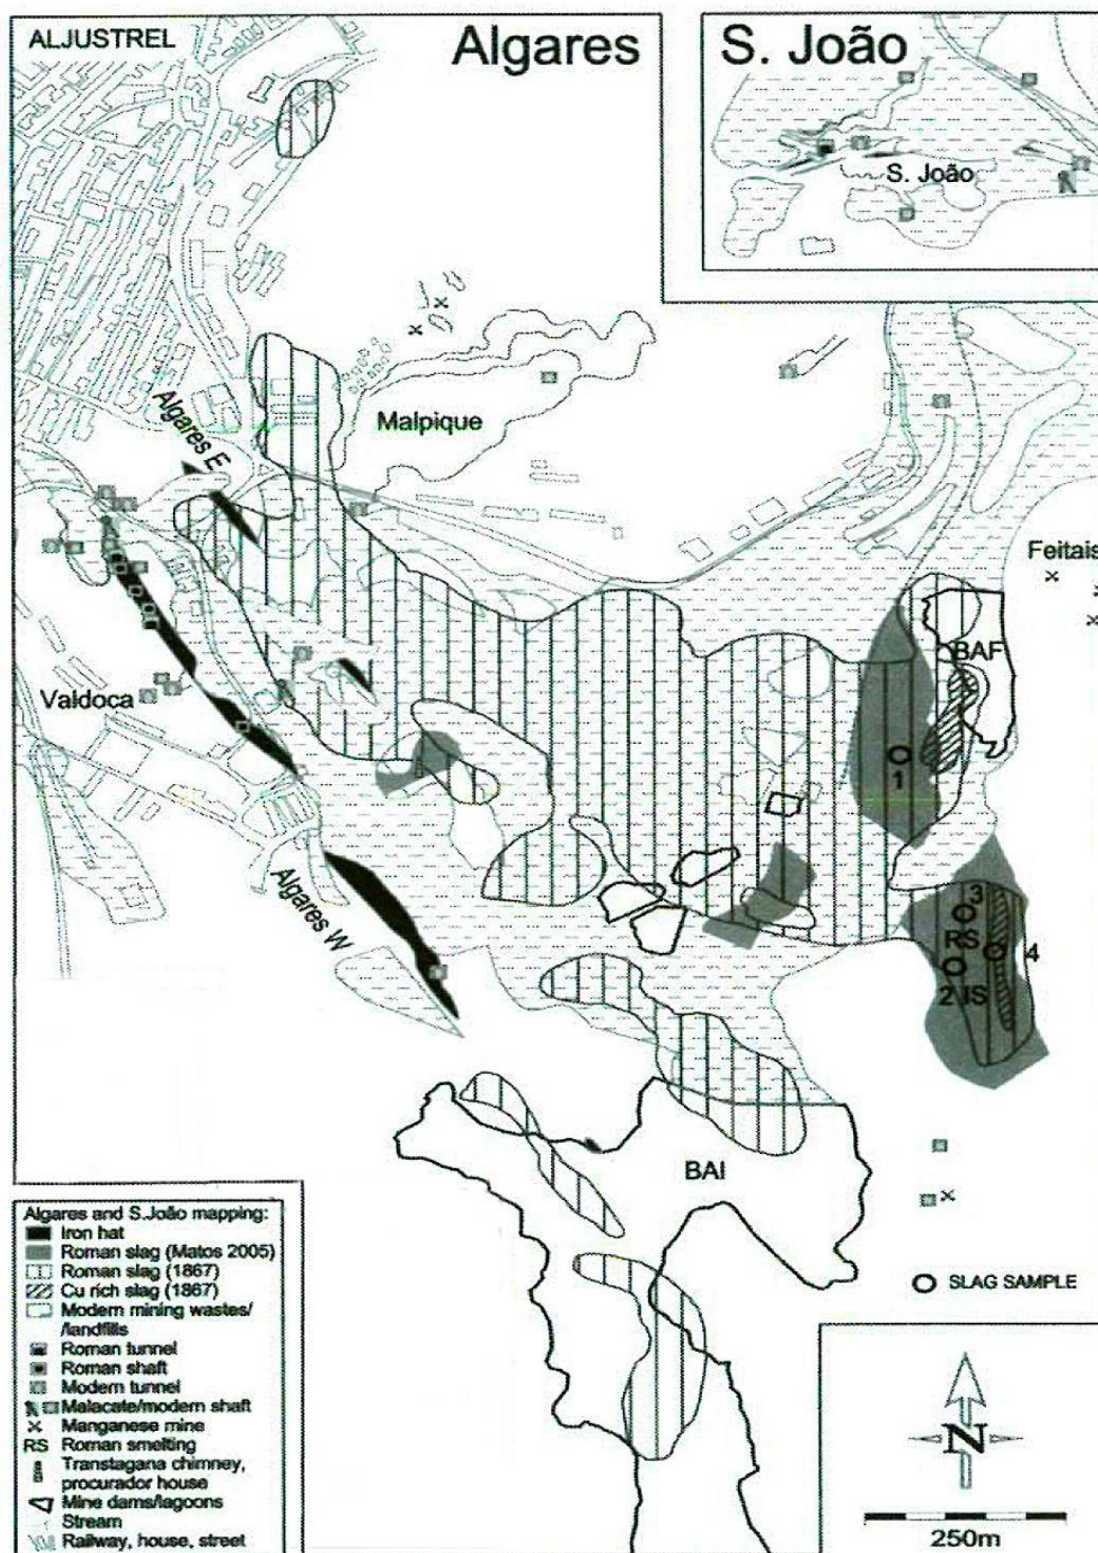 ALJUSTREL
Algares
S. João
S. João
Algares E
Malpique
Feitais
BAF
Valdoca
1
3
RS
4
2 IS
Algares W
BAI
SLAG SAMPLE
Algares and S.João mapping:
Iron hat
Roman slag (Matos 2005)
Roman slag (1867)
Cu rich slag (1867)
Modern mining wastes/
/landfills
Roman tunnel
Roman shaft
Modern tunnel
Malacate/modern shaft
Manganese mine
RS Roman smelting
Transtagana chimney,
procurador house
Mine dams/lagoons
Stream
Railway, house, street
N
250m